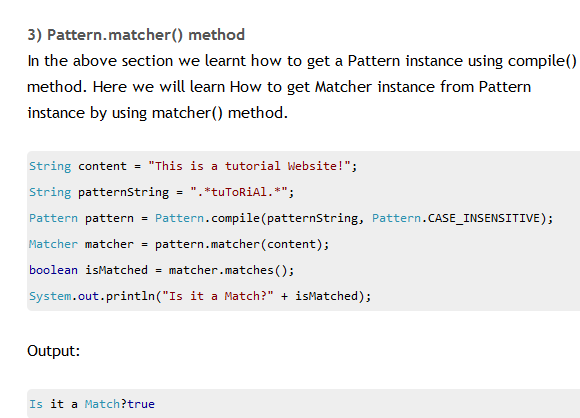 3) Pattern.matcher() method
In the above section we learnt how to get a Pattern instance using compile()
method. Here we will learn How to get Matcher instance from Pattern
instance by using matcher() method.
String content = "This is a tutorial Website!";
String patternString = ".*tuToRiAl.*";
Pattern pattern = Pattern.compile(patternString, Pattern.CASE_INSENSITIVE);
Matcher matcher = pattern.matcher(content);
boolean isMatched = matcher.matches();
System.out.println("Is it a Match?" + isMatched);
Output:
Is it a Match?true